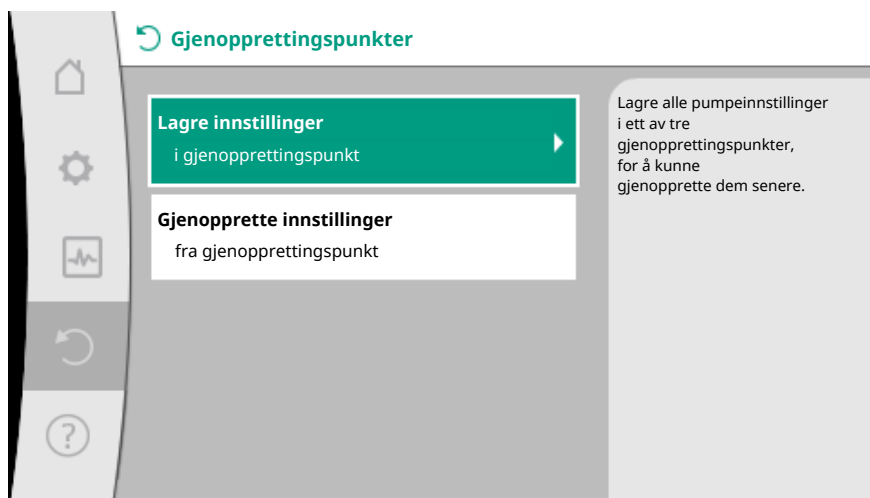 Gjenopprettingspunkter
Lagre innstillinger
i gjenopprettingspunkt
Gjenopprette innstillinger
fra gjenopprettingspunkt
Lagre alle pumpeinnstillinger
i ett av tre
gjenopprettingspunkter,
for å kunne
gjenopprette dem senere.
?